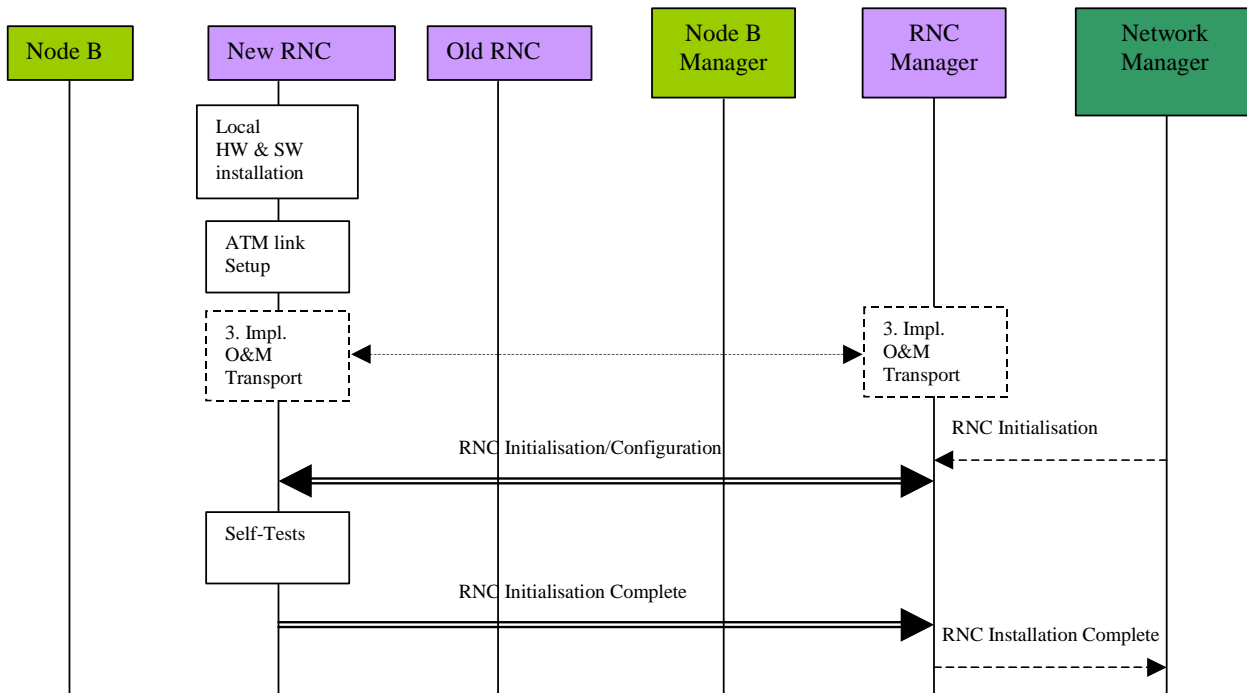 Node B
New RNC
Old RNC
Node B
Manager
RNC
Manager
Network
Manager
Local
HW & SW
installation
ATM link
Setup
3. Impl.
O&M
Transport
3. Impl.
O&M
Transport
RNC Initialisation
RNC Initialisation/Configuration
Self-Tests
RNC Initialisation Complete
RNC Installation Complete